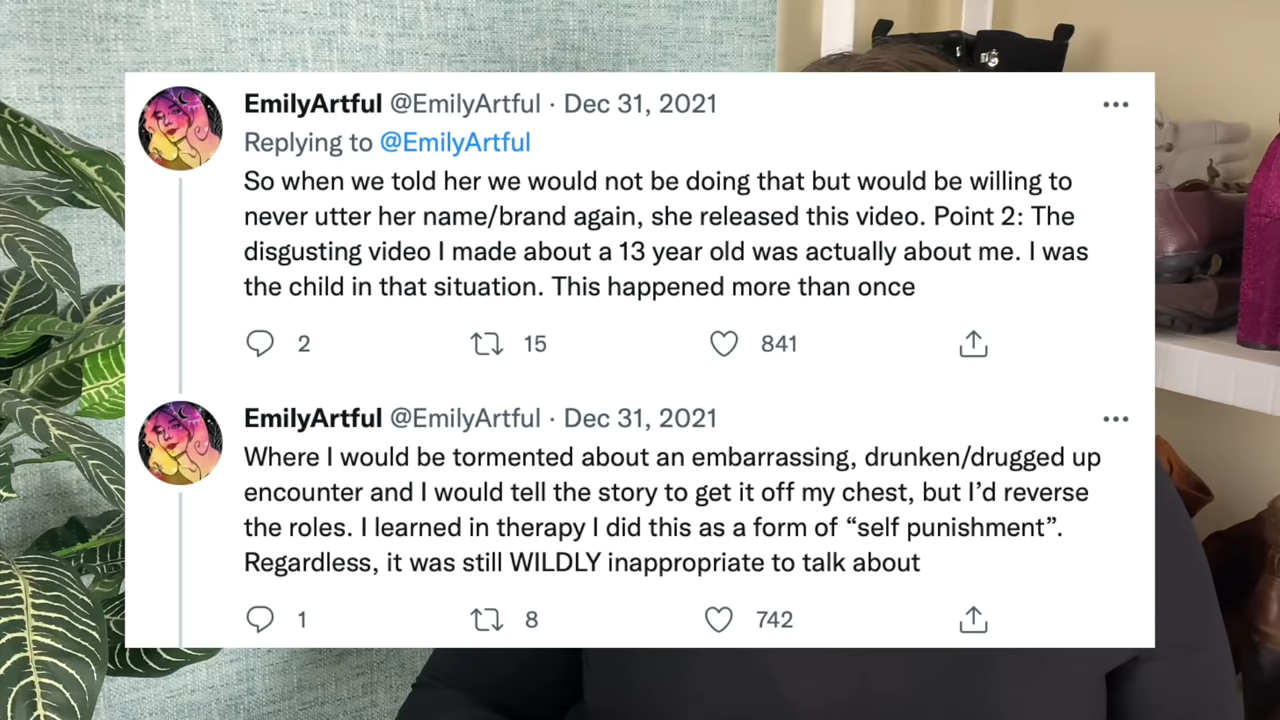 EmilyArtful @EmilyArtful · Dec 31, 2021
Replying to @EmilyArtful
So when we told her we would not be doing that but would be willing to
never utter her name/brand again, she released this video. Point 2: The
disgusting video I made about a 13 year old was actually about me. I was
the child in that situation. This happened more than once
2 15 841
EmilyArtful @EmilyArtful · Dec 31, 2021
Where I would be tormented about an embarrassing, drunken/drugged up
encounter and I would tell the story to get it off my chest, but I’d reverse
the roles. I learned in therapy I did this as a form of “self punishment”.
Regardless, it was still WILDLY inappropriate to talk about
1 8 742